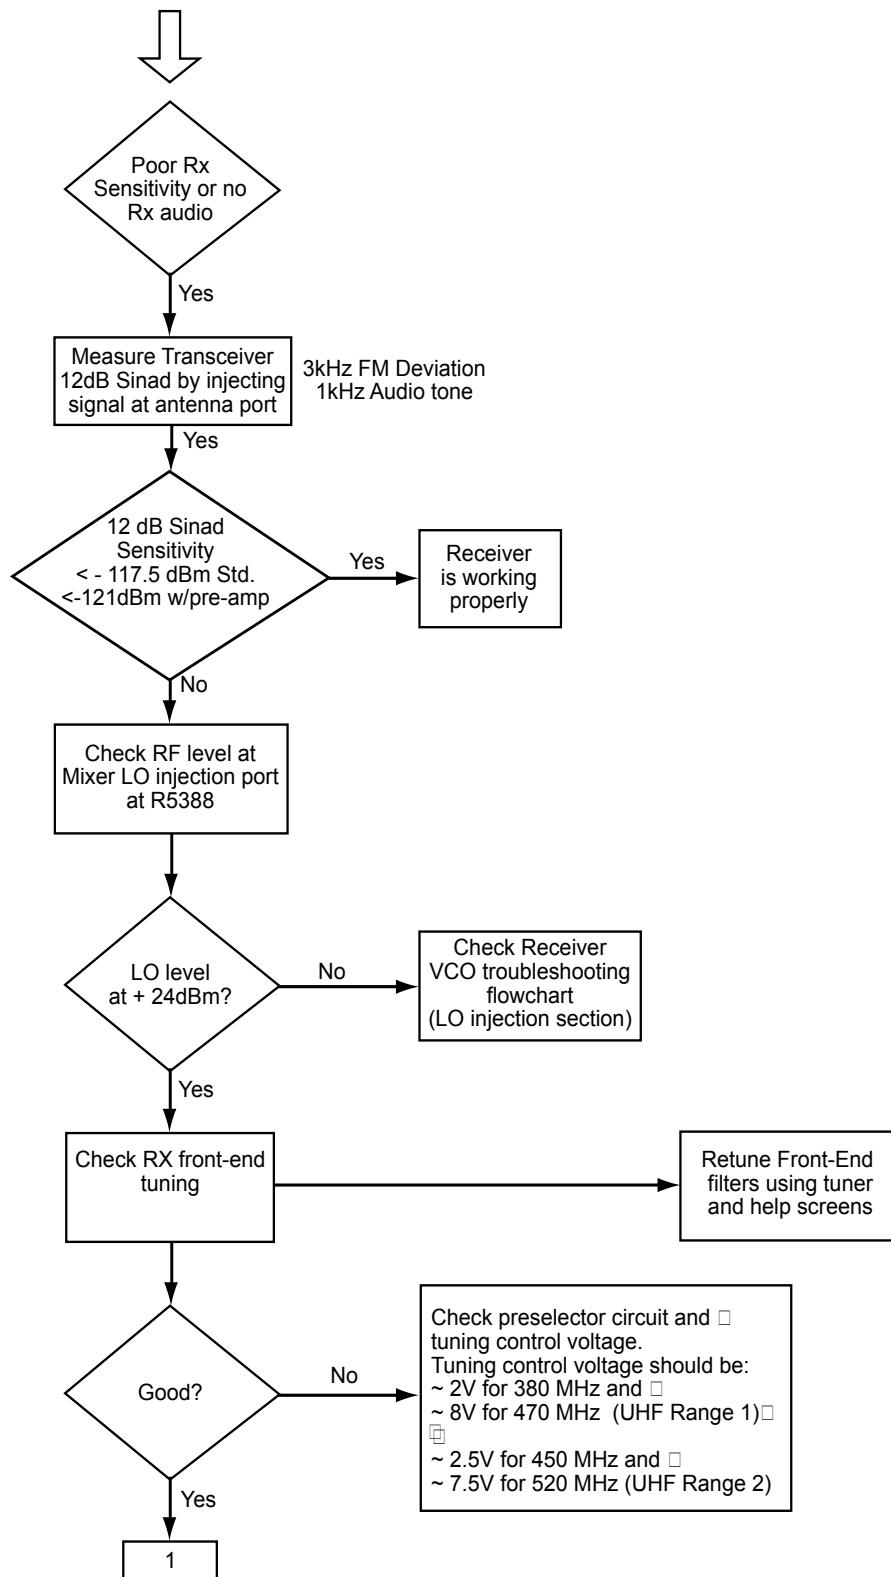 Poor Rx
Sensitivity or no
Rx audio
Yes
Measure Transceiver
12dB Sinad by injecting
signal at antenna port
3kHz FM Deviation
1kHz Audio tone
Yes
12 dB Sinad
Sensitivity
< - 117.5 dBm Std.
<-121dBm w/pre-amp
Yes
Receiver
is working
properly
No
Check RF level at
Mixer LO injection port
at R5388
LO level
at + 24dBm?
No
Check Receiver
VCO troubleshooting
flowchart
(LO injection section)
Yes
Check RX front-end
tuning
Retune Front-End
filters using tuner
and help screens
Good?
No
Check preselector circuit and □
tuning control voltage.
Tuning control voltage should be:
~ 2V for 380 MHz and □
~ 8V for 470 MHz (UHF Range 1)□
□□
~ 2.5V for 450 MHz and □
~ 7.5V for 520 MHz (UHF Range 2)
Yes
1